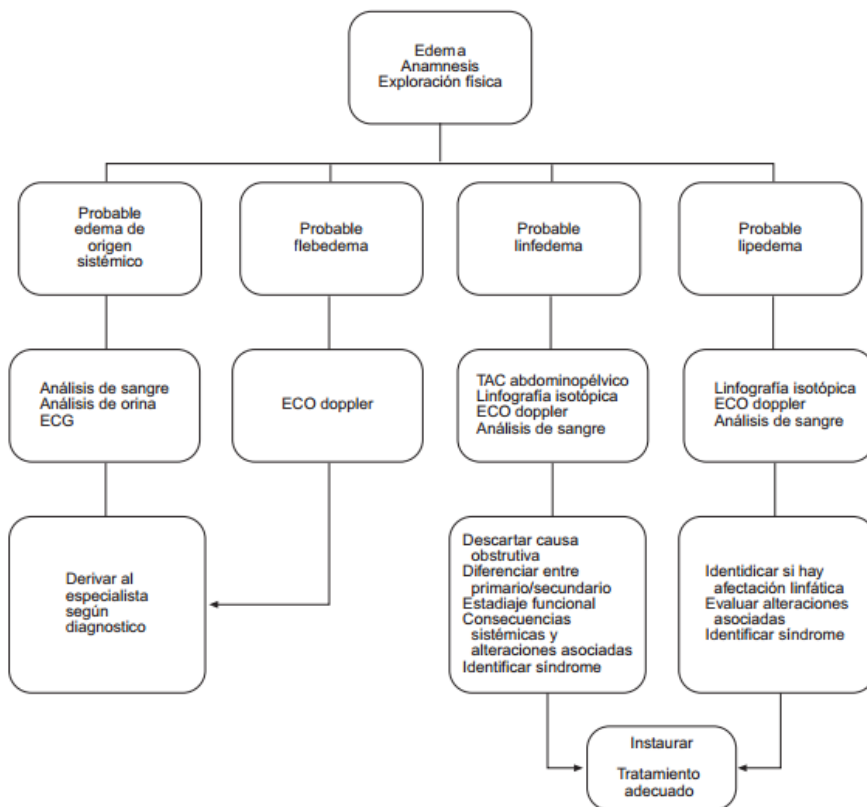 Edema
Anamnesis
Exploración física
Probable
edema de
origen
sistémico
Probable
flebedema
Probable
linfedema
Probable
lipedema
Análisis de sangre
Análisis de orina
ECG
ECO doppler
TAC abdominopélvico
Linfografía isotópica
ECO doppler
Análisis de sangre
Linfografía isotópica
ECO doppler
Análisis de sangre
Derivar al
especialista
según
diagnostico
Descartar causa
obstrutiva
Diferenciar entre
primario/secundario
Estadiaje funcional
Consecuencias
sistémicas y
alteraciones asociadas
Identificar síndrome
Identidicar si hay
afectación linfática
Evaluar alteraciones
asociadas
Identificar síndrome
Instaurar
Tratamiento
adecuado